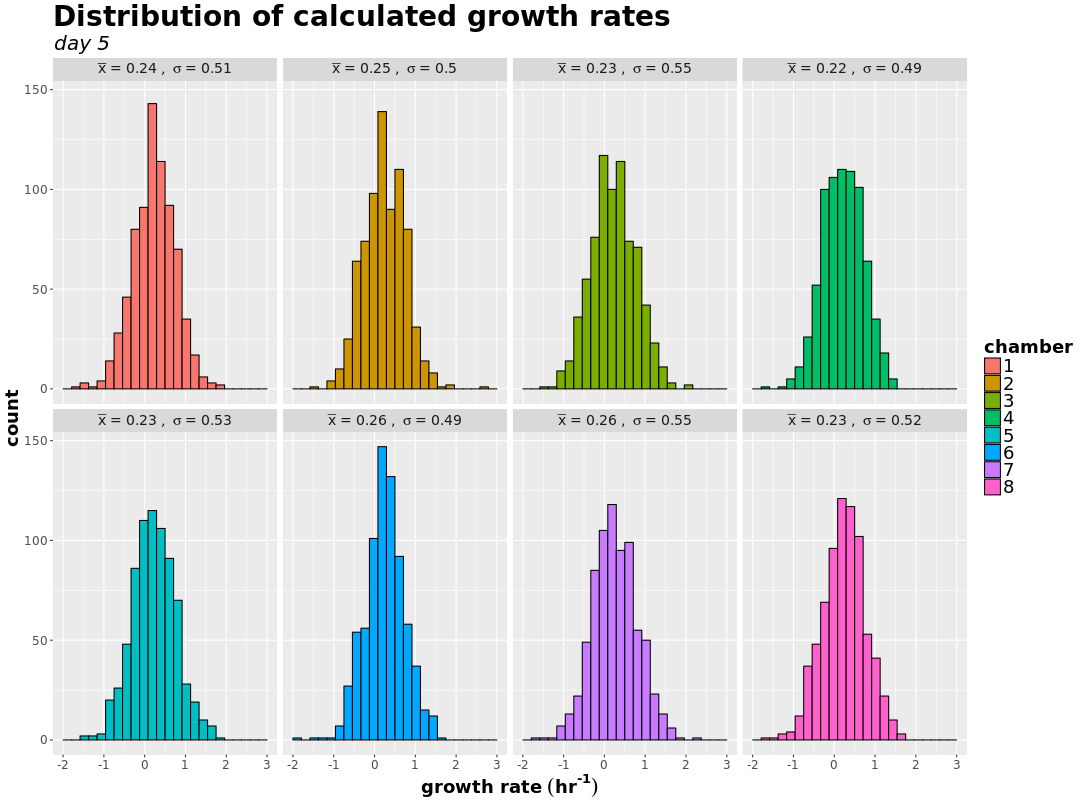 Distribution of calculated growth rates
day 5
x̅ = 0.24 , σ = 0.51
x̅ = 0.25 , σ = 0.5
x̅ = 0.23 , σ = 0.55
x̅ = 0.22 , σ = 0.49
150
100
50
0
count
x̅ = 0.23 , σ = 0.53
x̅ = 0.26 , σ = 0.49
x̅ = 0.26 , σ = 0.55
x̅ = 0.23 , σ = 0.52
150
100
50
0
-2 -1 0 1 2 3
-2 -1 0 1 2 3
-2 -1 0 1 2 3
-2 -1 0 1 2 3
growth rate (hr⁻¹)
chamber
1
2
3
4
5
6
7
8